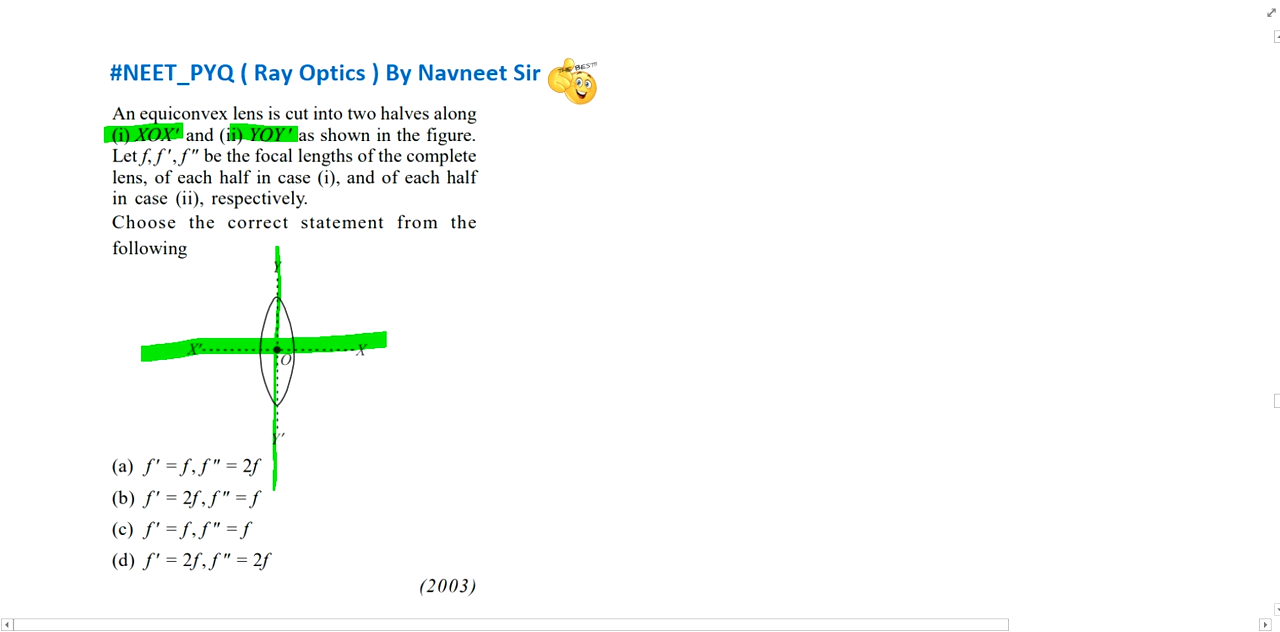 #NEET_PYQ ( Ray Optics ) By Navneet Sir
THE BEST!!!
An equiconvex lens is cut into two halves along
(i) XOX' and (ii) YOY' as shown in the figure.
Let f, f', f" be the focal lengths of the complete
lens, of each half in case (i), and of each half
in case (ii), respectively.
Choose the correct statement from the
following
Y
X'
X
O
Y'
(a) f' = f, f" = 2f
(b) f' = 2f, f" = f
(c) f' = f, f" = f
(d) f' = 2f, f" = 2f
(2003)